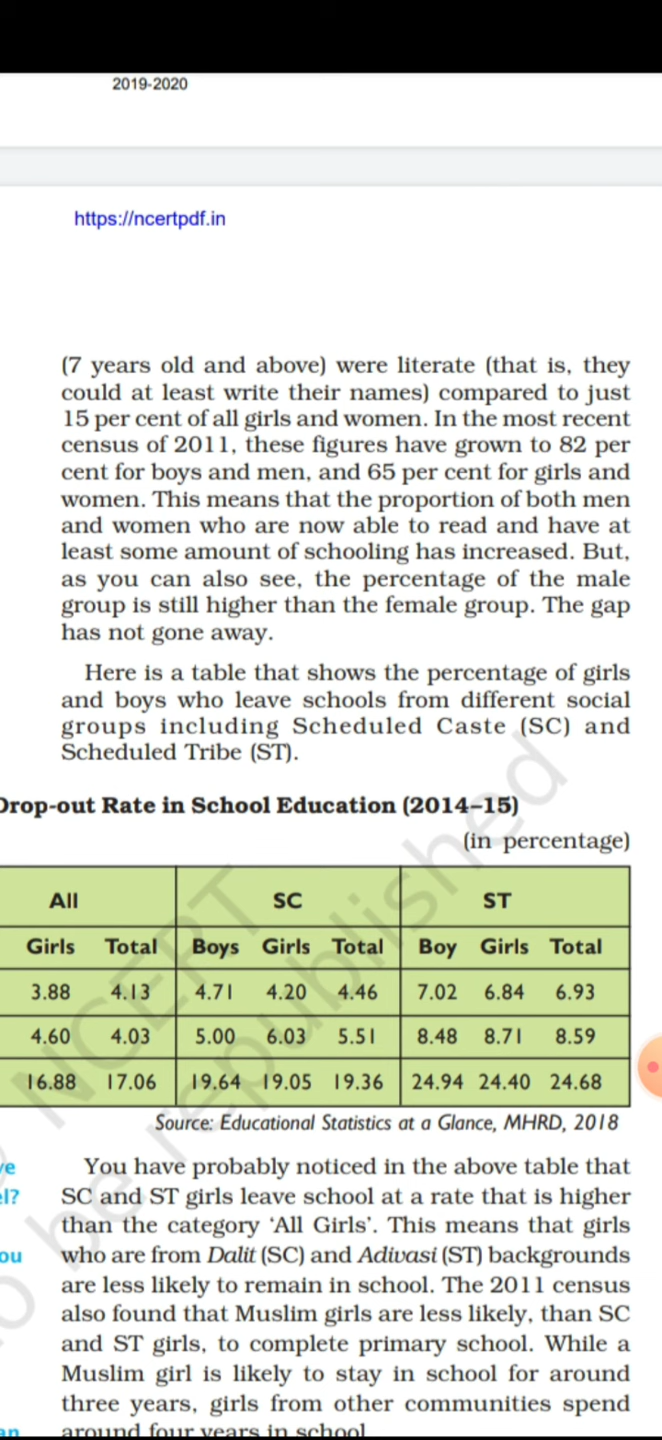 2019-2020
https://ncertpdf.in
(7 years old and above) were literate (that is, they
could at least write their names) compared to just
15 per cent of all girls and women. In the most recent
census of 2011, these figures have grown to 82 per
cent for boys and men, and 65 per cent for girls and
women. This means that the proportion of both men
and women who are now able to read and have at
least some amount of schooling has increased. But,
as you can also see, the percentage of the male
group is still higher than the female group. The gap
has not gone away.
Here is a table that shows the percentage of girls
and boys who leave schools from different social
groups including Scheduled Caste (SC) and
Scheduled Tribe (ST).
Drop-out Rate in School Education (2014–15)
(in percentage)
All SC ST
Girls Total Boys Girls Total Boy Girls Total
3.88 4.13 4.71 4.20 4.46 7.02 6.84 6.93
4.60 4.03 5.00 6.03 5.51 8.48 8.71 8.59
16.88 17.06 19.64 19.05 19.36 24.94 24.40 24.68
Source: Educational Statistics at a Glance, MHRD, 2018
You have probably noticed in the above table that
SC and ST girls leave school at a rate that is higher
than the category ‘All Girls’. This means that girls
who are from Dalit (SC) and Adivasi (ST) backgrounds
are less likely to remain in school. The 2011 census
also found that Muslim girls are less likely, than SC
and ST girls, to complete primary school. While a
Muslim girl is likely to stay in school for around
three years, girls from other communities spend
around four years in school
NCERT
be republished